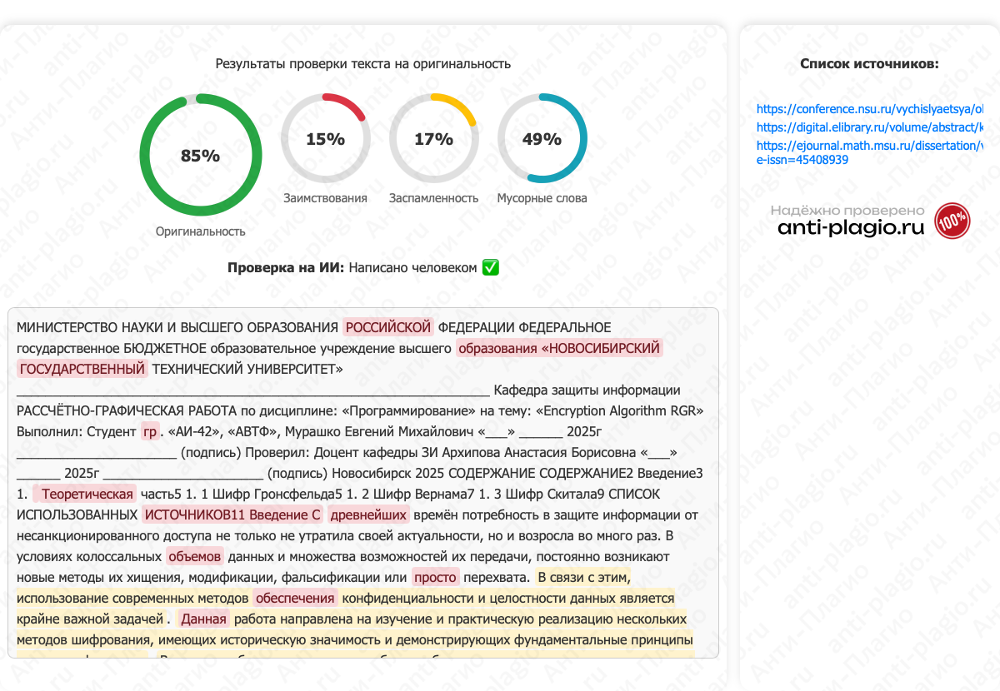 Результаты проверки текста на оригинальность
85%
Оригинальность
15%
Заимствования
17%
Заспамленность
49%
Мусорные слова
Проверка на ИИ: Написано человеком ✅
МИНИСТЕРСТВО НАУКИ И ВЫСШЕГО ОБРАЗОВАНИЯ РОССИЙСКОЙ ФЕДЕРАЦИИ ФЕДЕРАЛЬНОЕ
государственное БЮДЖЕТНОЕ образовательное учреждение высшего образования «НОВОСИБИРСКИЙ
ГОСУДАРСТВЕННЫЙ ТЕХНИЧЕСКИЙ УНИВЕРСИТЕТ»
_________________________________________________________________ Кафедра защиты информации
РАССЧЁТНО-ГРАФИЧЕСКАЯ РАБОТА по дисциплине: «Программирование» на тему: «Encryption Algorithm RGR»
Выполнил: Студент гр. «АИ-42», «АВТФ», Мурашко Евгений Михайлович «___» ______ 2025г
______________________ (подпись) Проверил: Доцент кафедры ЗИ Архипова Анастасия Борисовна «___»
______ 2025г ______________________ (подпись) Новосибирск 2025 СОДЕРЖАНИЕ СОДЕРЖАНИЕ2 Введение3
1. Теоретическая часть5 1. 1 Шифр Гронсфельда5 1. 2 Шифр Вернама7 1. 3 Шифр Скитала9 СПИСОК
ИСПОЛЬЗОВАННЫХ ИСТОЧНИКОВ11 Введение С древнейших времён потребность в защите информации от
несанкционированного доступа не только не утратила своей актуальности, но и возросла во много раз. В
условиях колоссальных объемов данных и множества возможностей их передачи, постоянно возникают
новые методы их хищения, модификации, фальсификации или просто перехвата. В связи с этим,
использование современных методов обеспечения конфиденциальности и целостности данных является
крайне важной задачей . Данная работа направлена на изучение и практическую реализацию нескольких
методов шифрования, имеющих историческую значимость и демонстрирующих фундаментальные принципы
Список источников:
https://conference.nsu.ru/vychislyaetsya/ol
https://digital.elibrary.ru/volume/abstract/k
https://ejournal.math.msu.ru/dissertation/v
e-issn=45408939
Надёжно проверено
anti-plagio.ru
100%